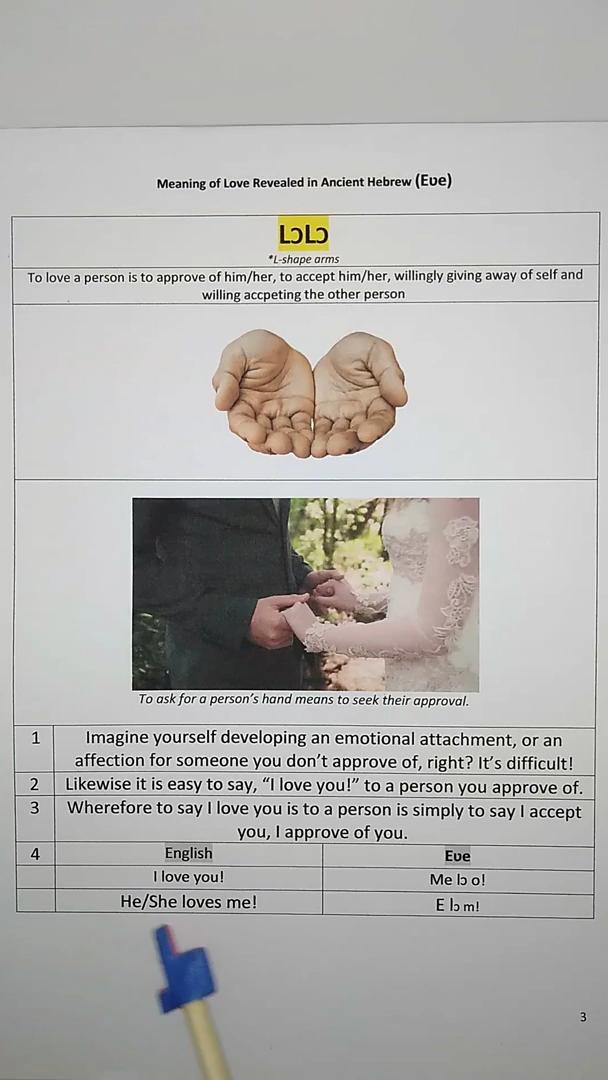 Meaning of Love Revealed in Ancient Hebrew (Eʋe)
LƆLƆ
*L-shape arms
To love a person is to approve of him/her, to accept him/her, willingly giving away of self and
willing accpeting the other person
To ask for a person's hand means to seek their approval.
1 Imagine yourself developing an emotional attachment, or an
affection for someone you don't approve of, right? It's difficult!
2 Likewise it is easy to say, "I love you!" to a person you approve of.
3 Wherefore to say I love you is to a person is simply to say I accept
you, I approve of you.
4 English Eʋe
I love you! Me lɔ o!
He/She loves me! E lɔ m!
3